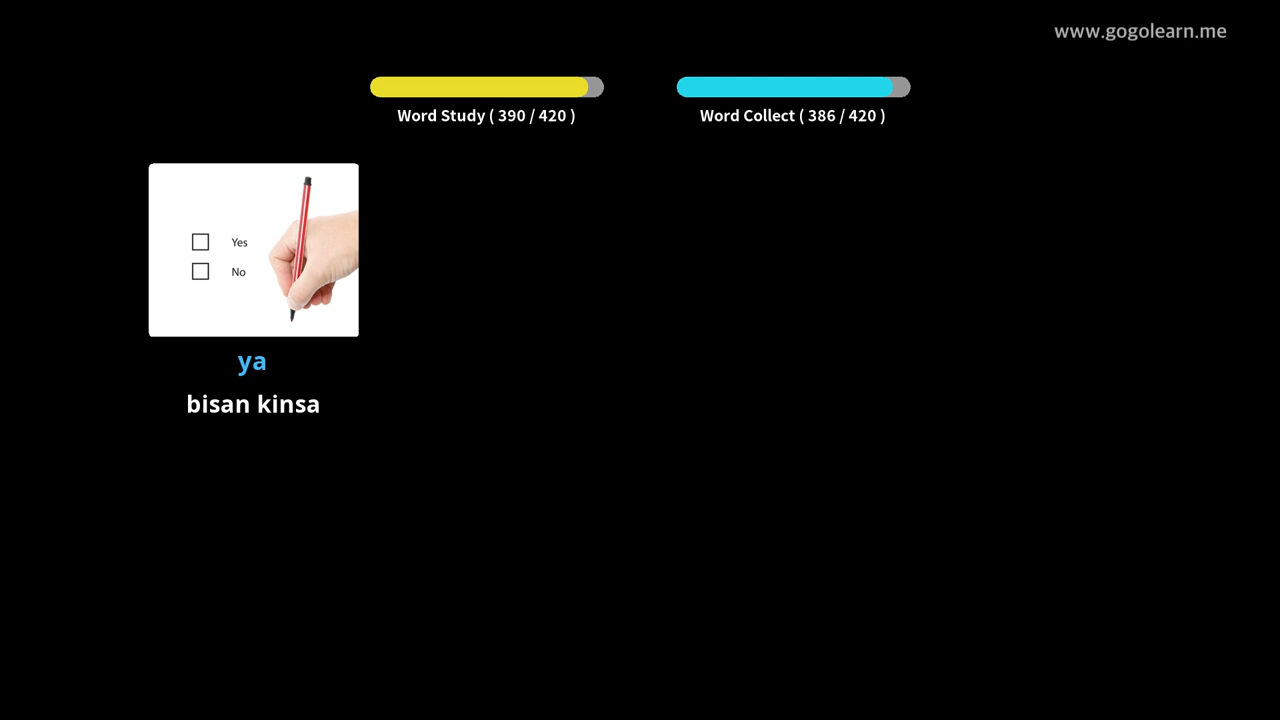 www.gogolearn.me
Word Study ( 390 / 420 )
Word Collect ( 386 / 420 )
Yes
No
ya
bisan kinsa